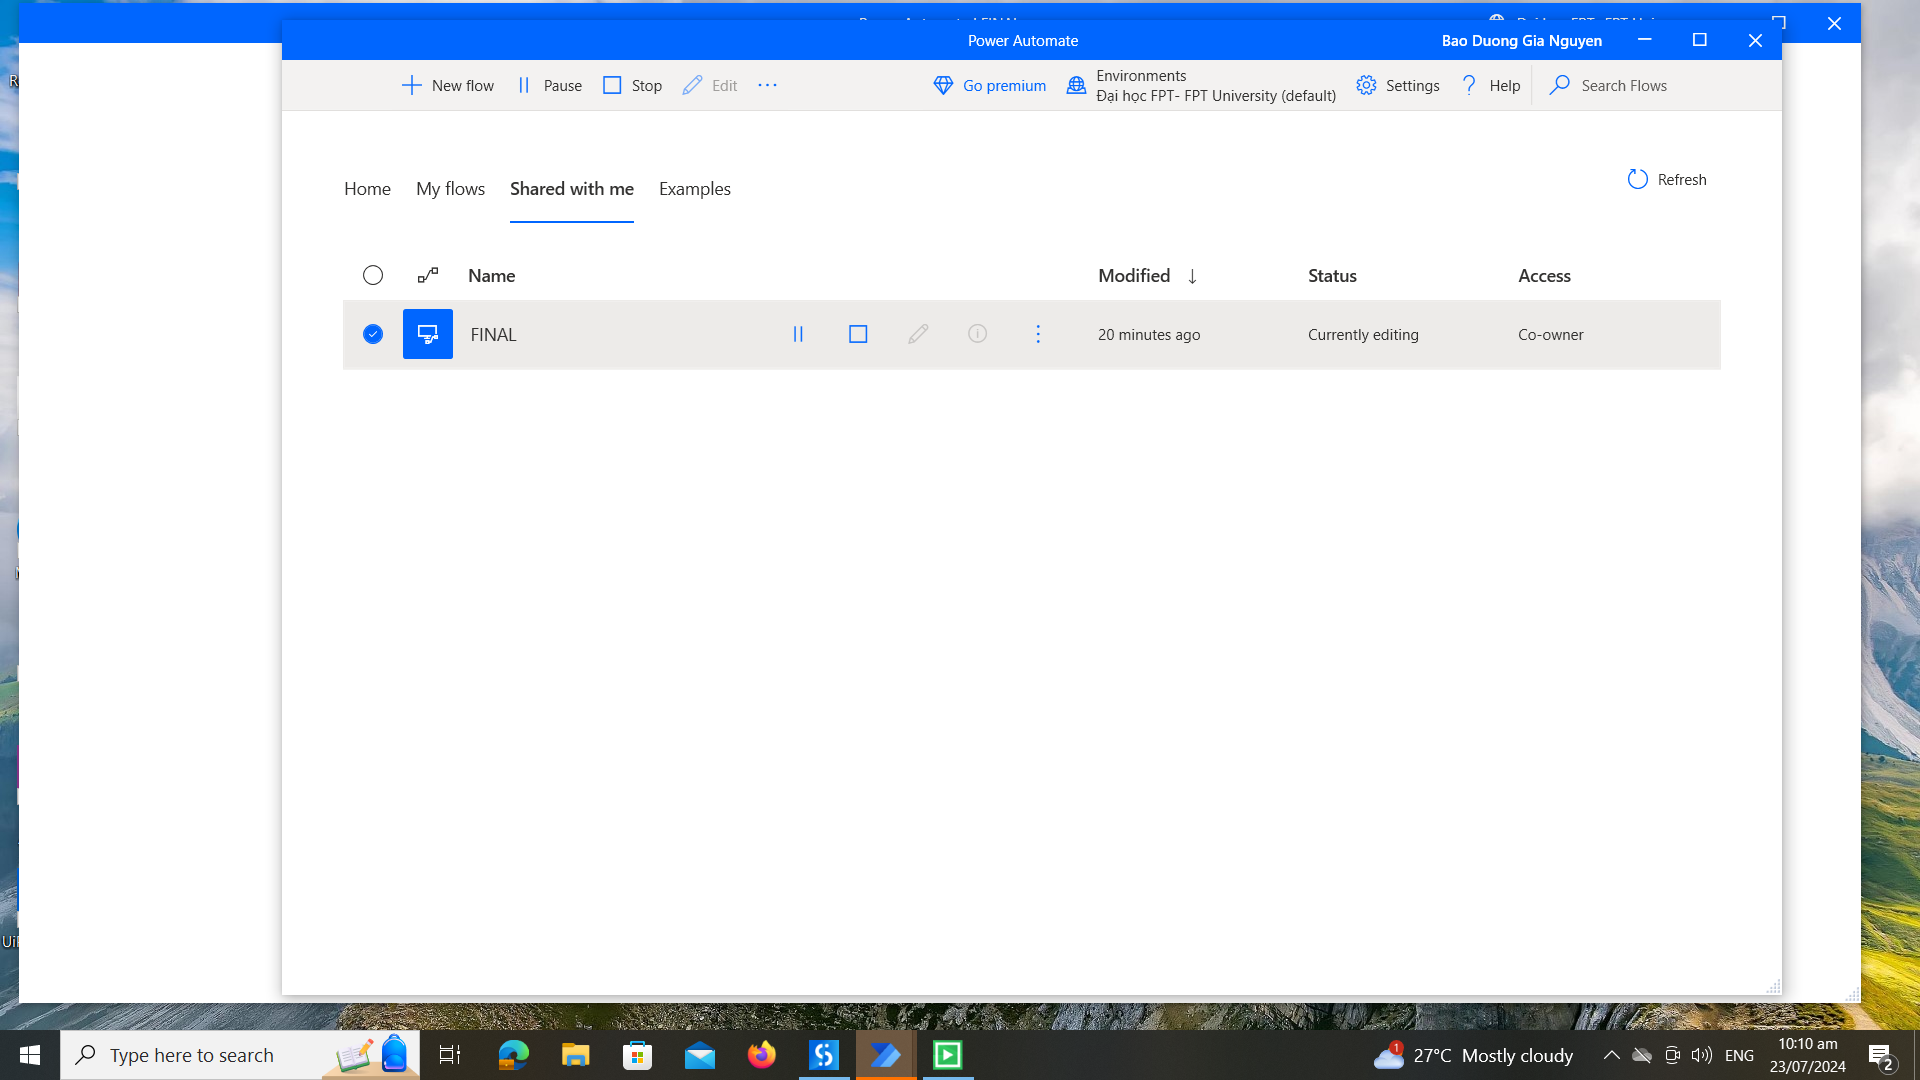 Power Automate
Bao Duong Gia Nguyen
New flow
Pause
Stop
Edit
Go premium
Environments
Đại học FPT- FPT University (default)
Settings
Help
Search Flows
Home
My flows
Shared with me
Examples
Refresh
Name
Modified
Status
Access
FINAL
20 minutes ago
Currently editing
Co-owner
Type here to search
1
27°C Mostly cloudy
ENG
10:10 am
23/07/2024
2